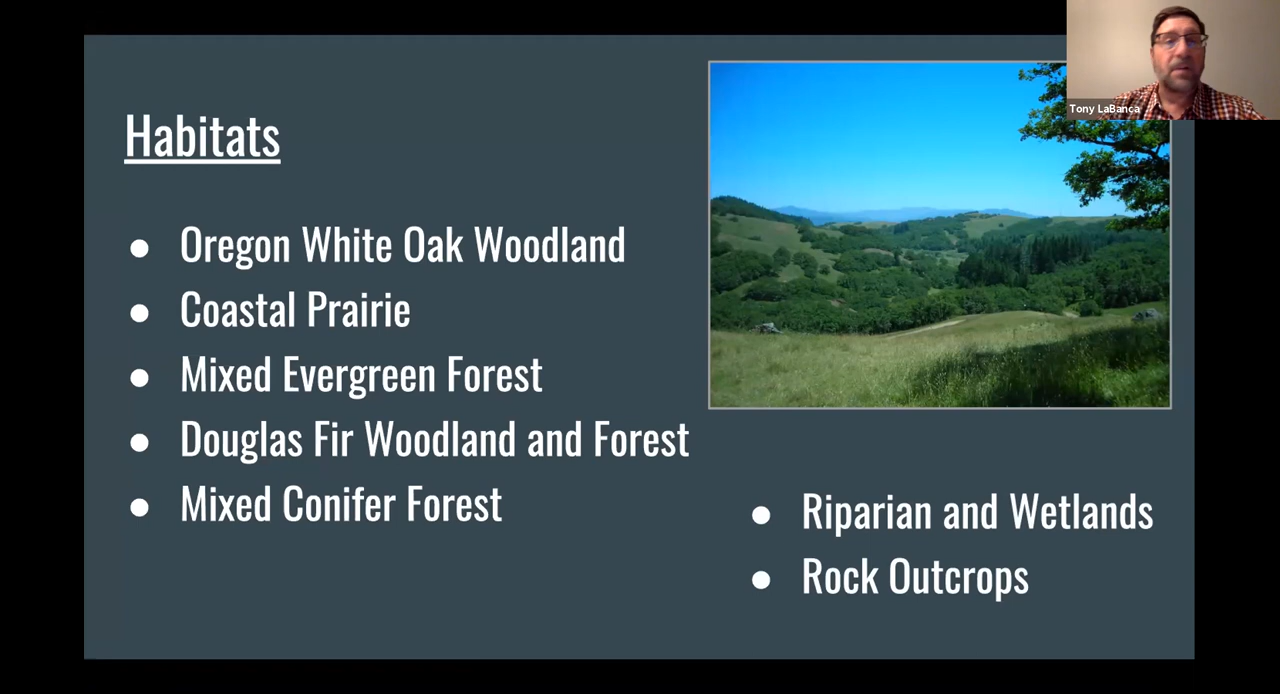 Habitats
● Oregon White Oak Woodland
● Coastal Prairie
● Mixed Evergreen Forest
● Douglas Fir Woodland and Forest
● Mixed Conifer Forest
● Riparian and Wetlands
● Rock Outcrops
Tony LaBanca